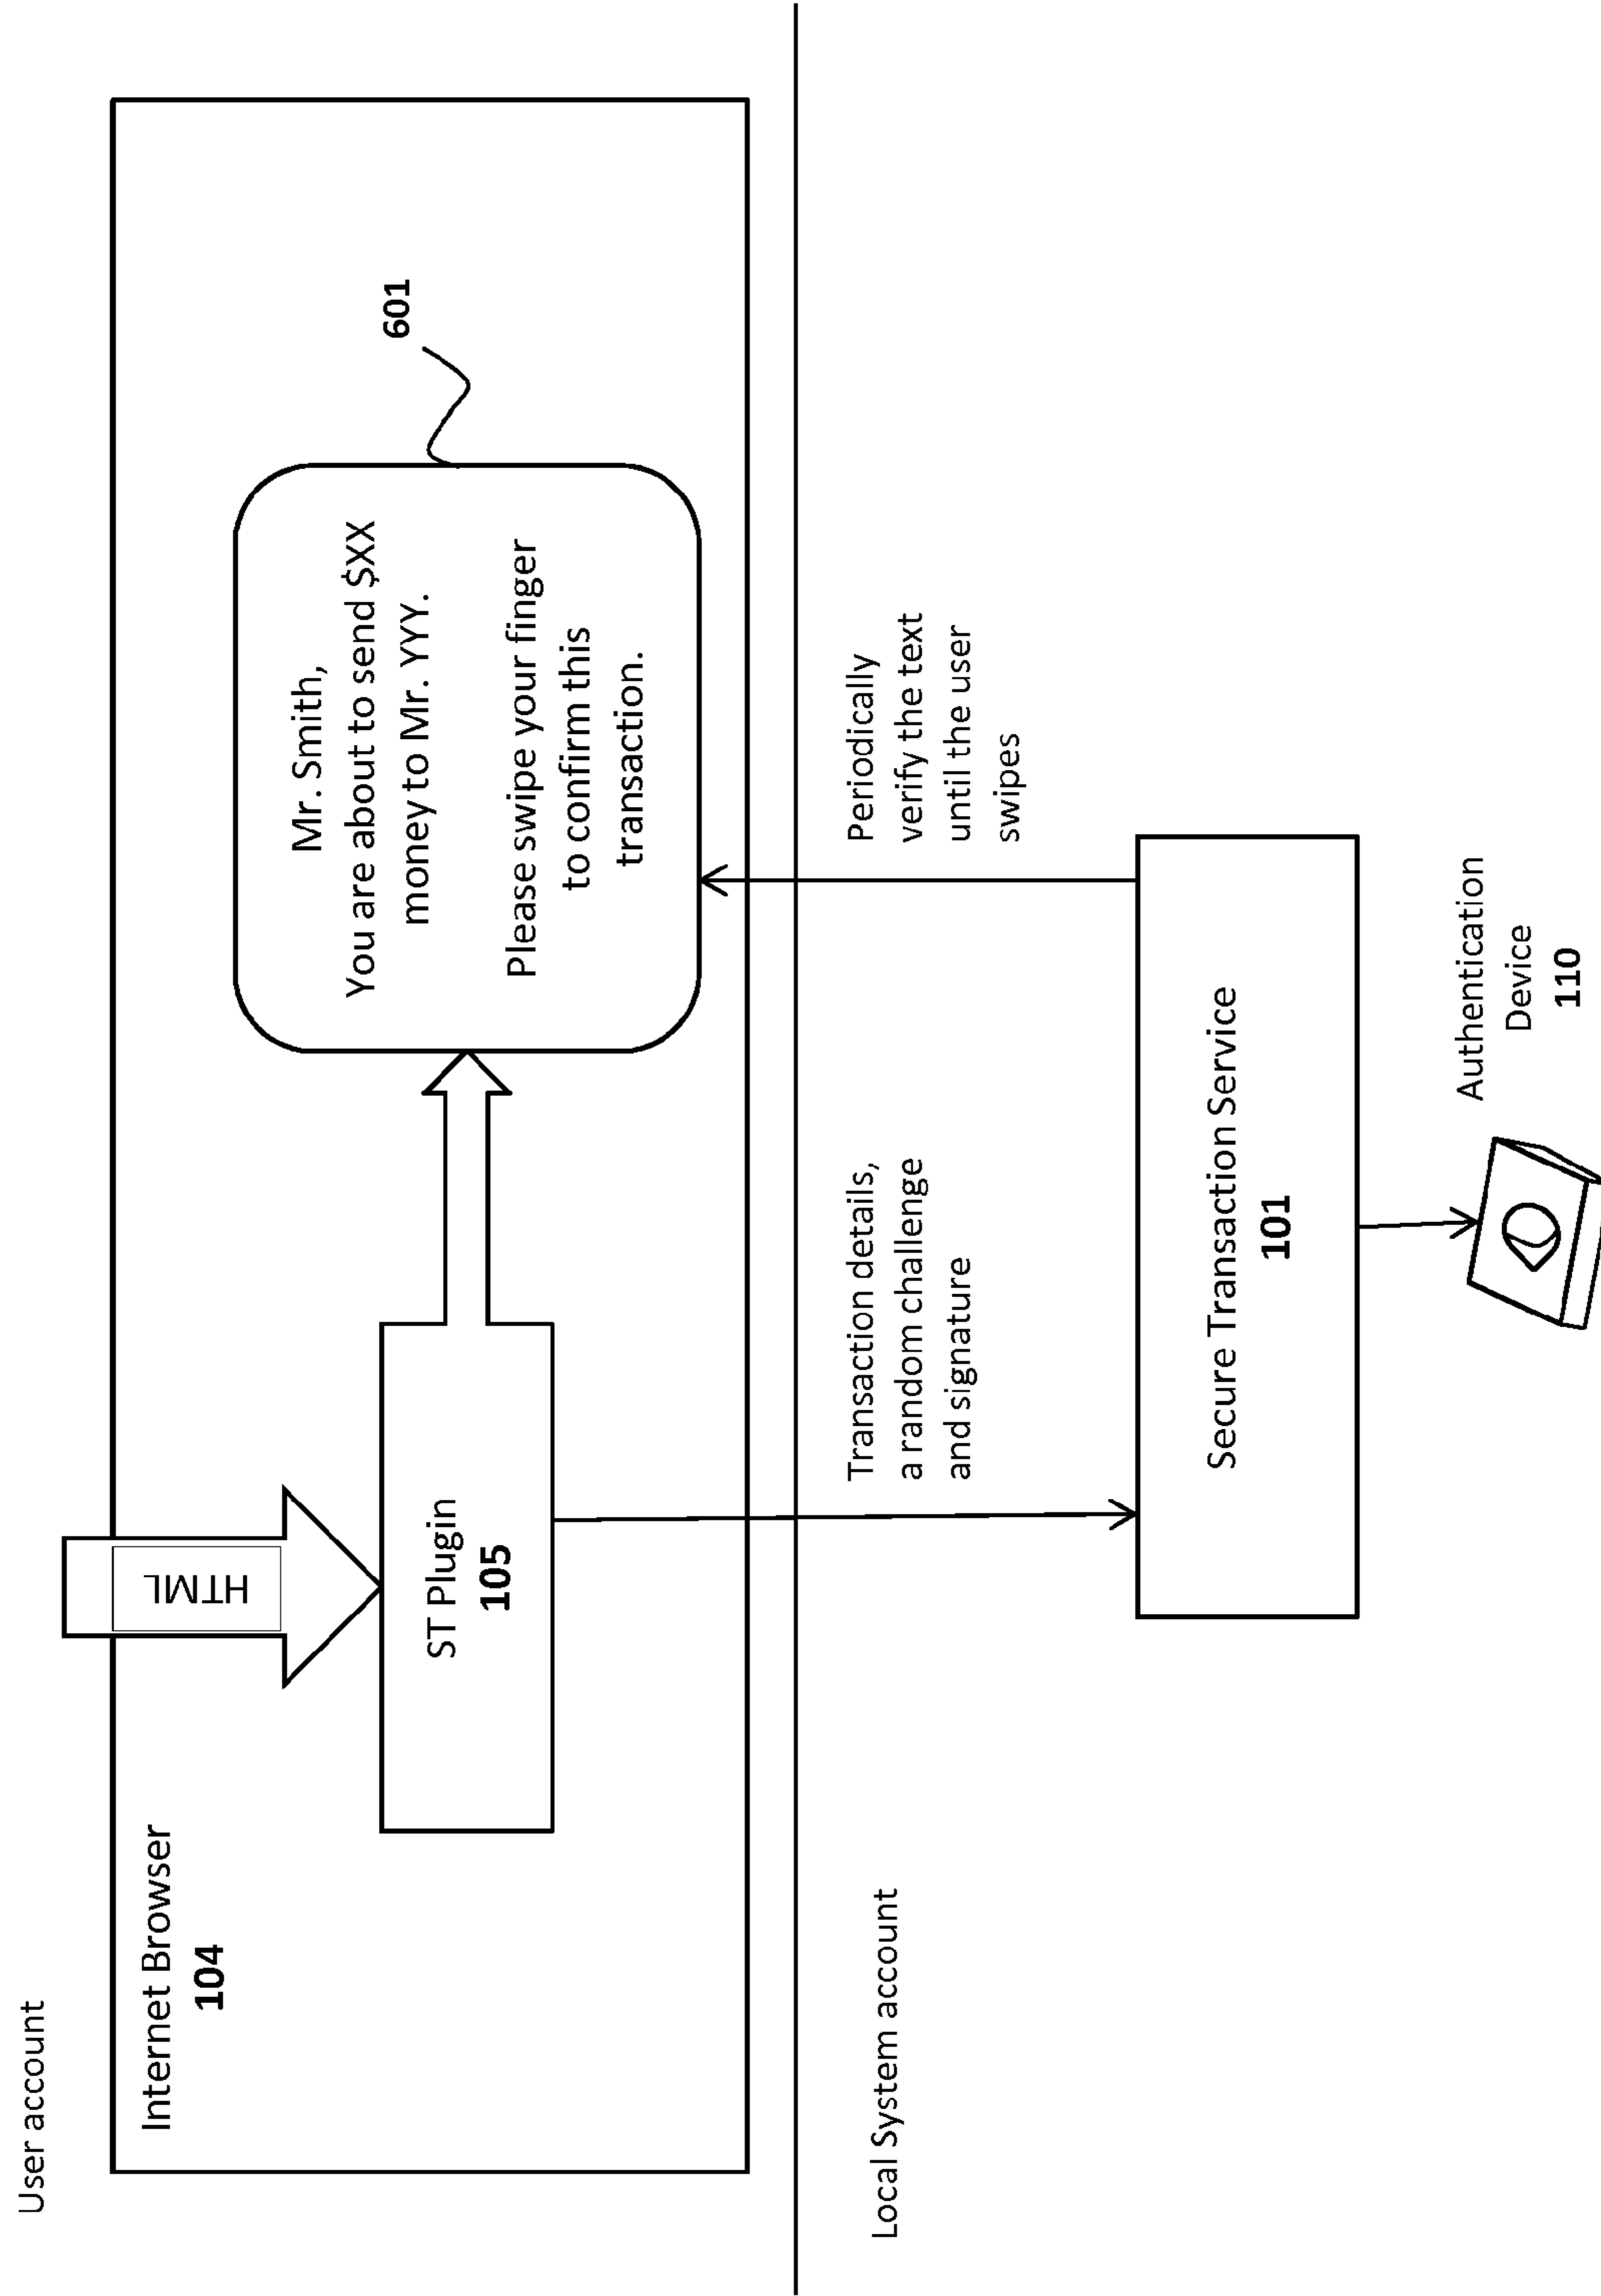 User account
Internet Browser
104
HTML
ST Plugin
105
Mr. Smith,
You are about to send $XX
money to Mr. YYY.
Please swipe your finger
to confirm this
transaction.
601
Local System account
Transaction details,
a random challenge
and signature
Periodically
verify the text
until the user
swipes
Secure Transaction Service
101
Authentication
Device
110